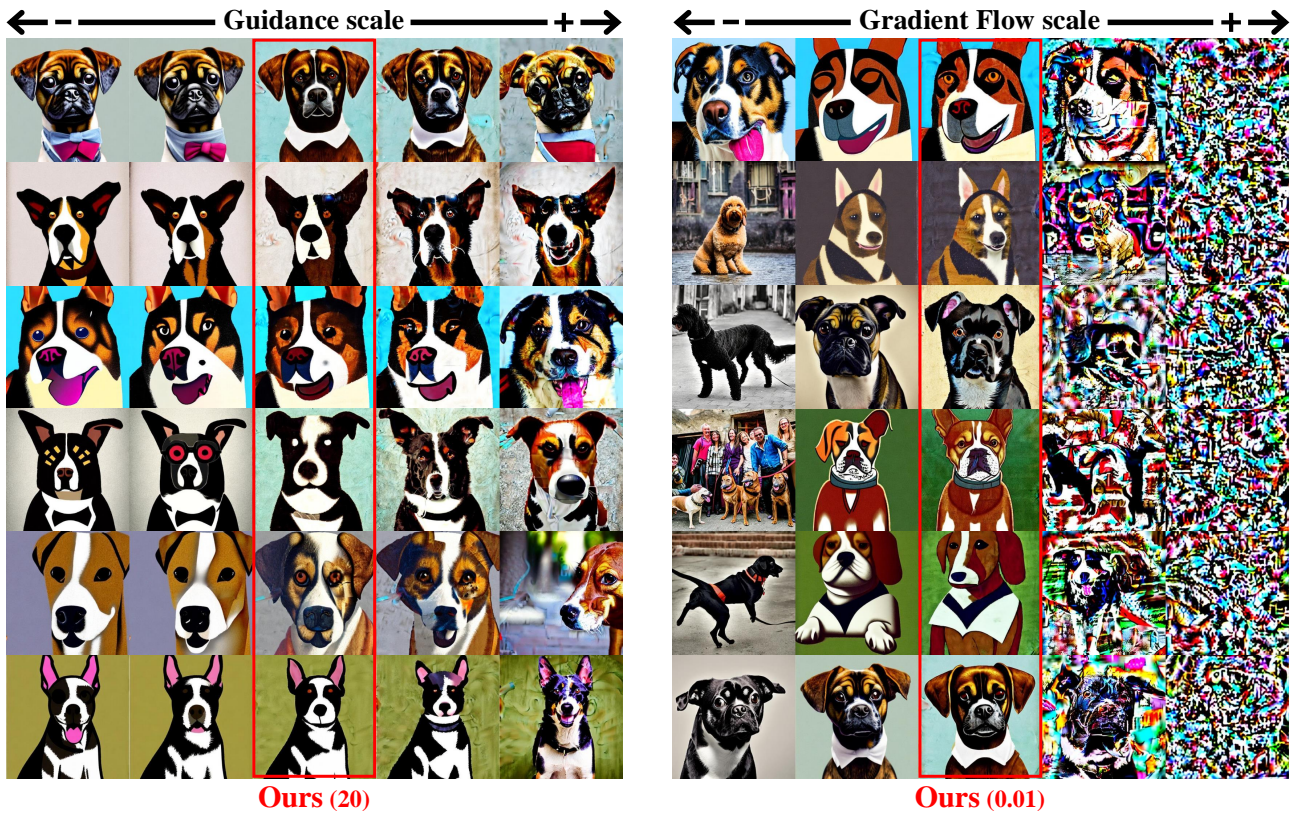 − Guidance scale +
− Gradient Flow scale +
Ours (20)
Ours (0.01)